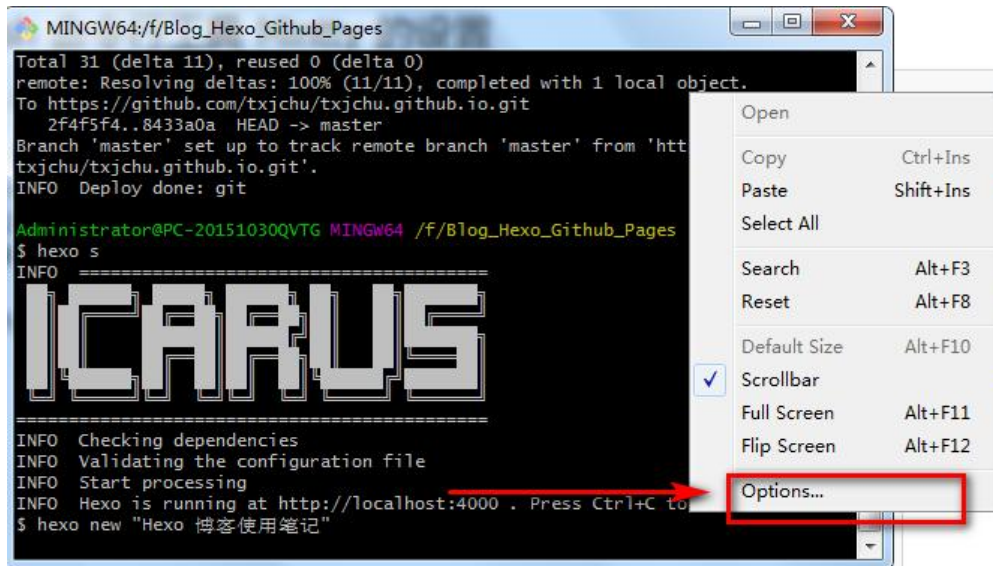 MINGW64:/f/Blog_Hexo_Github_Pages
Total 31 (delta 11), reused 0 (delta 0)
remote: Resolving deltas: 100% (11/11), completed with 1 local object.
To https://github.com/txjchu/txjchu.github.io.git
2f4f5f4..8433a0a HEAD -> master
Branch 'master' set up to track remote branch 'master' from 'htt
txjchu/txjchu.github.io.git'.
INFO Deploy done: git
Administrator@PC-20151030QVTG MINGW64 /f/Blog_Hexo_Github_Pages
$ hexo s
INFO =======================================
ICARUS
=============================================
INFO Checking dependencies
INFO Validating the configuration file
INFO Start processing
INFO Hexo is running at http://localhost:4000 . Press Ctrl+C to
$ hexo new "Hexo 博客使用笔记"
Open
Copy Ctrl+Ins
Paste Shift+Ins
Select All
Search Alt+F3
Reset Alt+F8
Default Size Alt+F10
Scrollbar
Full Screen Alt+F11
Flip Screen Alt+F12
Options...